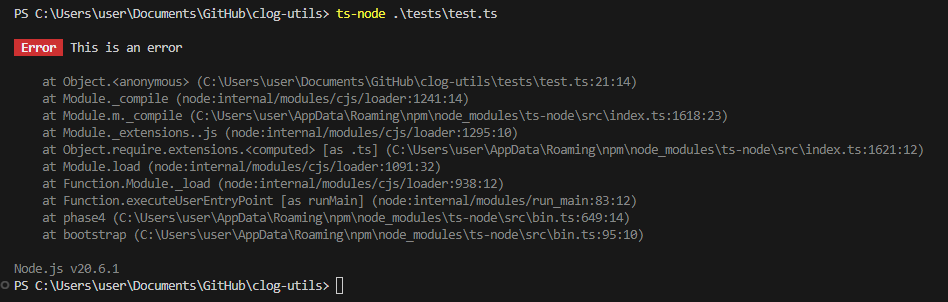 PS C:\Users\user\Documents\GitHub\clog-utils> ts-node .\tests\test.ts
Error This is an error
at Object.<anonymous> (C:\Users\user\Documents\GitHub\clog-utils\tests\test.ts:21:14)
at Module._compile (node:internal/modules/cjs/loader:1241:14)
at Module.m._compile (C:\Users\user\AppData\Roaming\npm\node_modules\ts-node\src\index.ts:1618:23)
at Module._extensions..js (node:internal/modules/cjs/loader:1295:10)
at Object.require.extensions.<computed> [as .ts] (C:\Users\user\AppData\Roaming\npm\node_modules\ts-node\src\index.ts:1621:12)
at Module.load (node:internal/modules/cjs/loader:1091:32)
at Function.Module._load (node:internal/modules/cjs/loader:938:12)
at Function.executeUserEntryPoint [as runMain] (node:internal/modules/run_main:83:12)
at phase4 (C:\Users\user\AppData\Roaming\npm\node_modules\ts-node\src\bin.ts:649:14)
at bootstrap (C:\Users\user\AppData\Roaming\npm\node_modules\ts-node\src\bin.ts:95:10)
Node.js v20.6.1
PS C:\Users\user\Documents\GitHub\clog-utils>